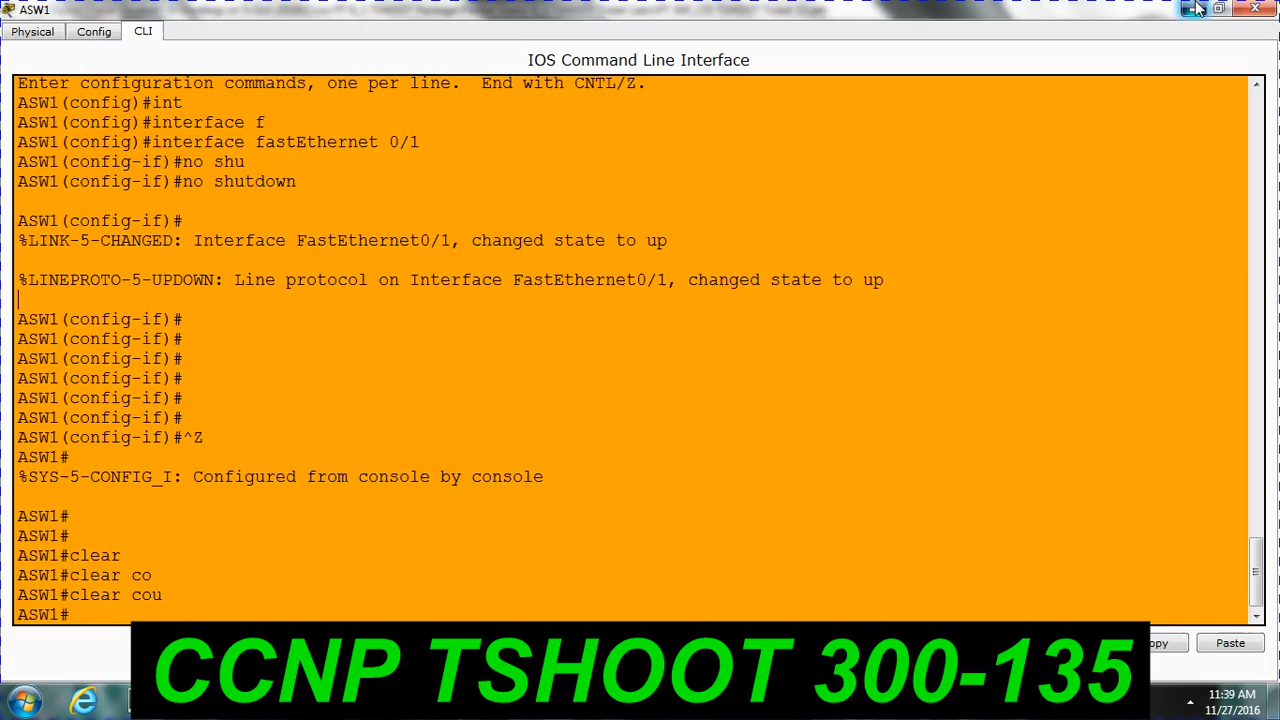 ASW1
Physical
Config
CLI
IOS Command Line Interface
Enter configuration commands, one per line.  End with CNTL/Z.
ASW1(config)#int
ASW1(config)#interface f
ASW1(config)#interface fastEthernet 0/1
ASW1(config-if)#no shu
ASW1(config-if)#no shutdown
ASW1(config-if)#
%LINK-5-CHANGED: Interface FastEthernet0/1, changed state to up
%LINEPROTO-5-UPDOWN: Line protocol on Interface FastEthernet0/1, changed state to up
ASW1(config-if)#
ASW1(config-if)#
ASW1(config-if)#
ASW1(config-if)#
ASW1(config-if)#
ASW1(config-if)#
ASW1(config-if)#^Z
ASW1#
%SYS-5-CONFIG_I: Configured from console by console
ASW1#
ASW1#
ASW1#clear
ASW1#clear co
ASW1#clear cou
ASW1#
opy
Paste
CCNP TSHOOT 300-135
11:39 AM
11/27/2016